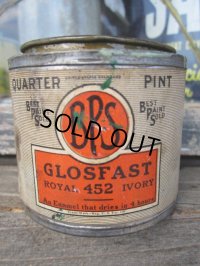 QUARTER PINT
BEST PAINT SOLD
BPS
BEST PAINT SOLD
SOLD OUT
GLOSFAST
ROYAL 452 IVORY
An Enamel that dries in 4 hours